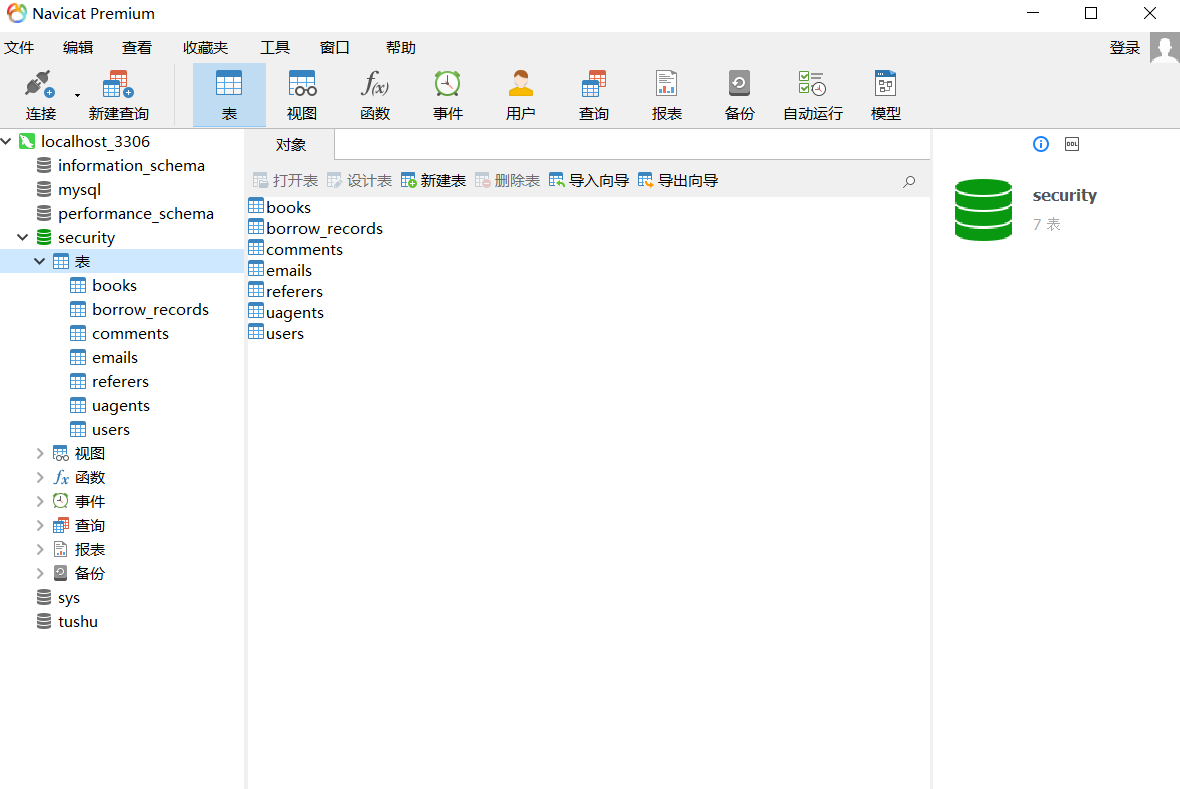 Navicat Premium
文件 编辑 查看 收藏夹 工具 窗口 帮助 登录
连接 新建查询 表 视图 函数 事件 用户 查询 报表 备份 自动运行 模型
localhost_3306
information_schema
mysql
performance_schema
security
表
books
borrow_records
comments
emails
referers
uagents
users
视图
函数
事件
查询
报表
备份
sys
tushu
对象
打开表 设计表 新建表 删除表 导入向导 导出向导
books
borrow_records
comments
emails
referers
uagents
users
DDL
security
7 表